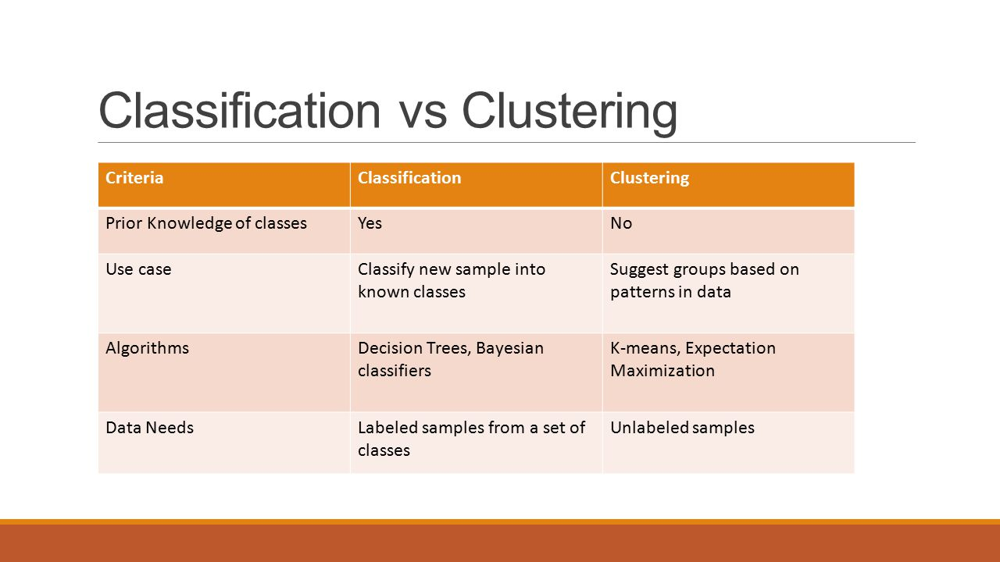 Classification vs Clustering
Criteria
Classification
Clustering
Prior Knowledge of classes
Yes
No
Use case
Classify new sample into
known classes
Suggest groups based on
patterns in data
Algorithms
Decision Trees, Bayesian
classifiers
K-means, Expectation
Maximization
Data Needs
Labeled samples from a set of
classes
Unlabeled samples